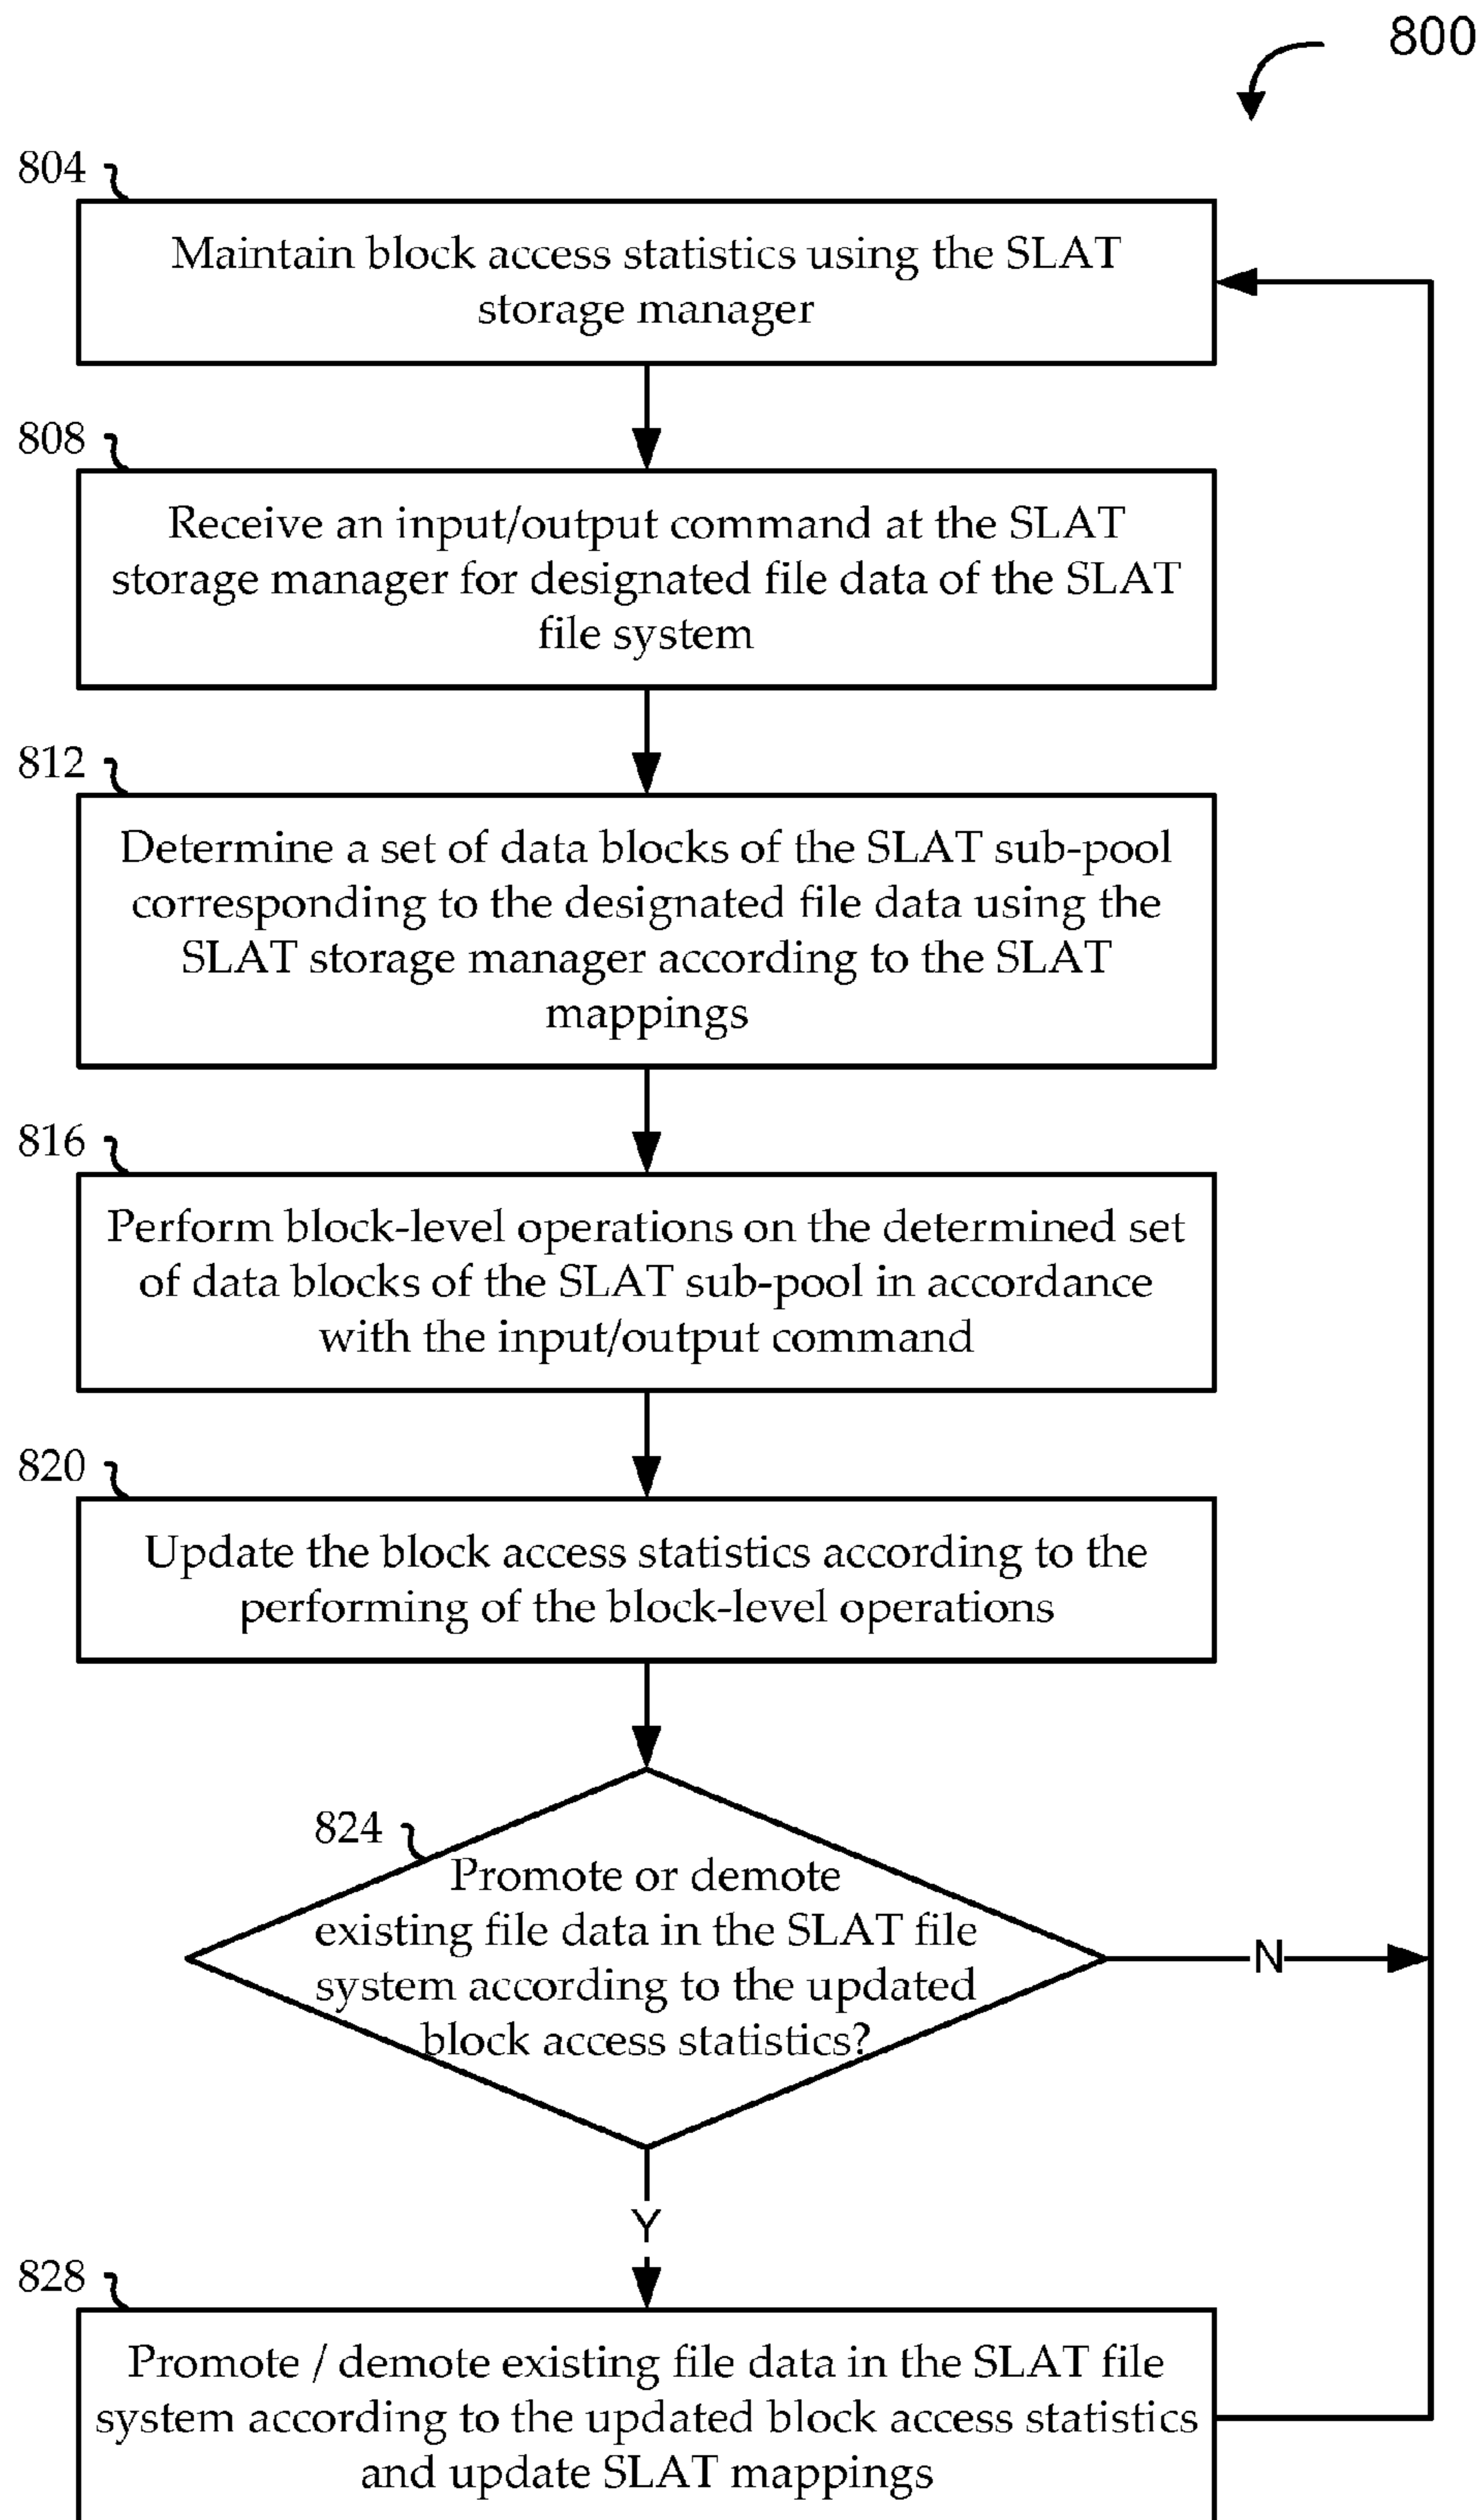 800
804
Maintain block access statistics using the SLAT
storage manager
808
Receive an input/output command at the SLAT
storage manager for designated file data of the SLAT
file system
812
Determine a set of data blocks of the SLAT sub-pool
corresponding to the designated file data using the
SLAT storage manager according to the SLAT
mappings
816
Perform block-level operations on the determined set
of data blocks of the SLAT sub-pool in accordance
with the input/output command
820
Update the block access statistics according to the
performing of the block-level operations
824
Promote or demote
existing file data in the SLAT file
system according to the updated
block access statistics?
N
Y
828
Promote / demote existing file data in the SLAT file
system according to the updated block access statistics
and update SLAT mappings